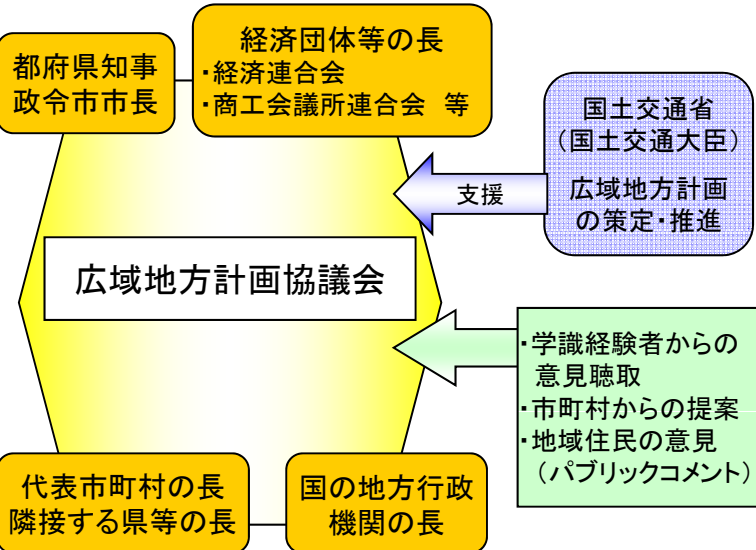 都府県知事
政令市市長
経済団体等の長
・経済連合会
・商工会議所連合会　等
国土交通省
（国土交通大臣）
広域地方計画
の策定・推進
支援
広域地方計画協議会
・学識経験者からの
意見聴取
・市町村からの提案
・地域住民の意見
（パブリックコメント）
代表市町村の長
隣接する県等の長
国の地方行政
機関の長